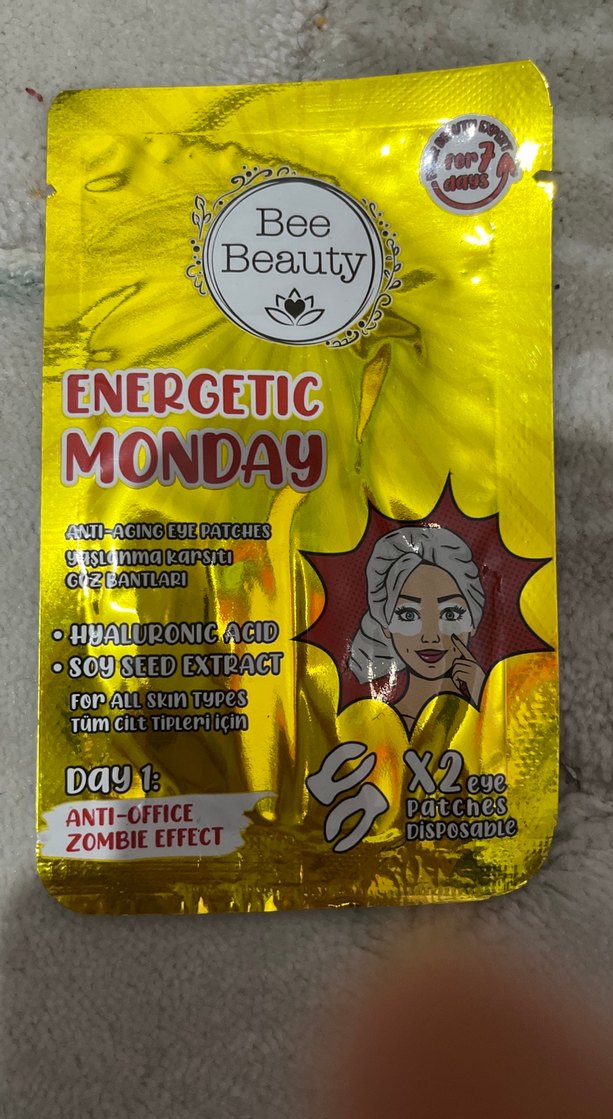 BEAUTY EXPERT
for 7
days
Bee
Beauty
ENERGETIC
MONDAY
ANTI-AGING EYE PATCHES
yaşlanma karşıtı
GÖZ BANTLARI
• HYALURONIC ACID
• SOY SEED EXTRACT
FOR ALL SKIN TYPES
TÜM CİLT TİPLERİ İÇİN
Day 1:
ANTI-OFFICE
ZOMBIE EFFECT
X2 eye
patches
DISPOSABLE